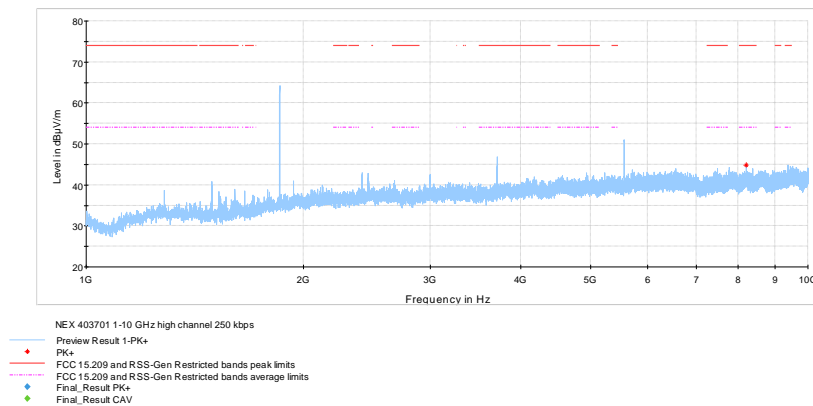 80
70
60
50
40
30
20
Level in dBµV/m
1G
2G
3G
4G
5G
6
7
8
9
10G
Frequency in Hz
NEX 403701 1-10 GHz high channel 250 kbps
Preview Result 1-PK+
PK+
FCC 15.209 and RSS-Gen Restricted bands peak limits
FCC 15.209 and RSS-Gen Restricted bands average limits
Final_Result PK+
Final_Result CAV